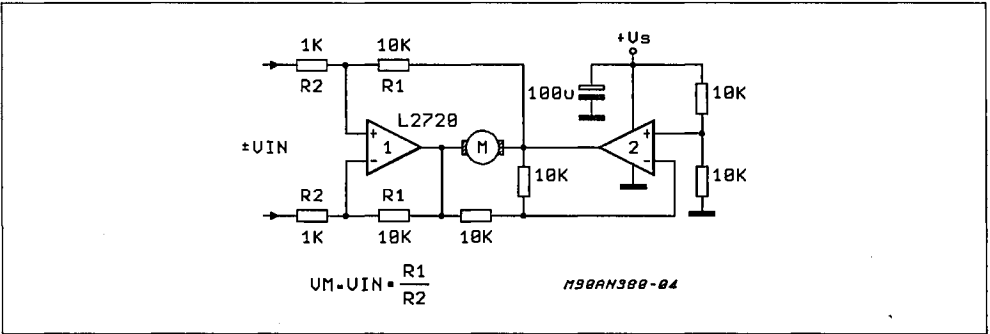 1K 10K +Vs
R2 R1 100u 10K
L2720
+
1 M + 2
±VIN -
-
R2 R1 10K 10K
1K 10K 10K
VM=VIN • R1
R2
M90AN380-04